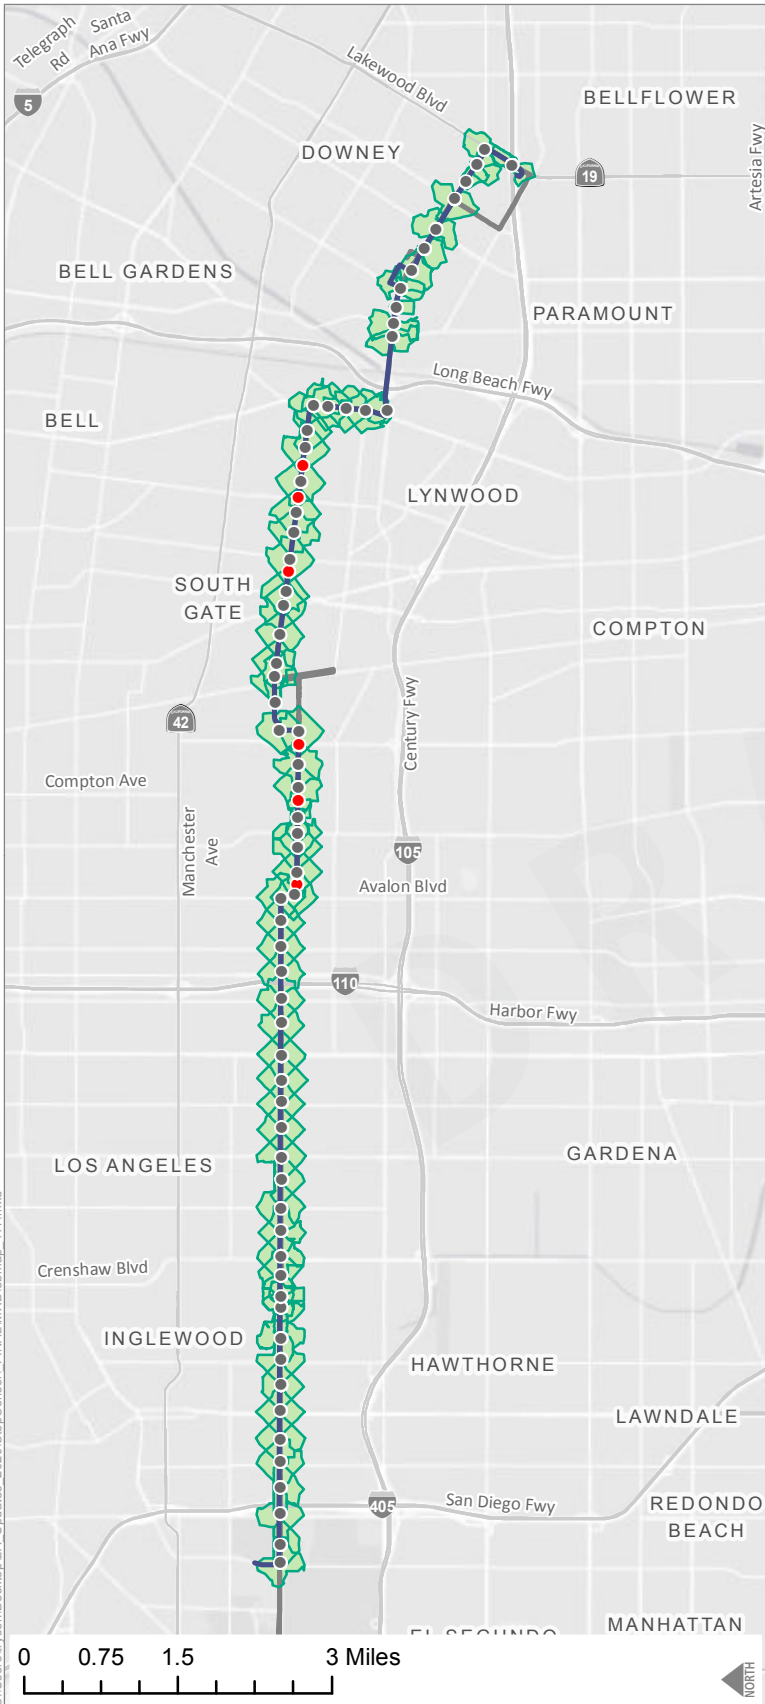 Telegraph
Rd
Santa
Ana Fwy
5
Lakewood Blvd
BELLFLOWER
DOWNEY
19
Artesia Fwy
BELL GARDENS
PARAMOUNT
Long Beach Fwy
BELL
LYNWOOD
SOUTH
GATE
COMPTON
42
Century Fwy
Compton Ave
Manchester
Ave
105
Avalon Blvd
110
Harbor Fwy
LOS ANGELES
GARDENA
Crenshaw Blvd
INGLEWOOD
HAWTHORNE
LAWNDALE
405
San Diego Fwy
REDONDO
BEACH
EL SEGUNDO
MANHATTAN
0 0.75 1.5 3 Miles
NORTH